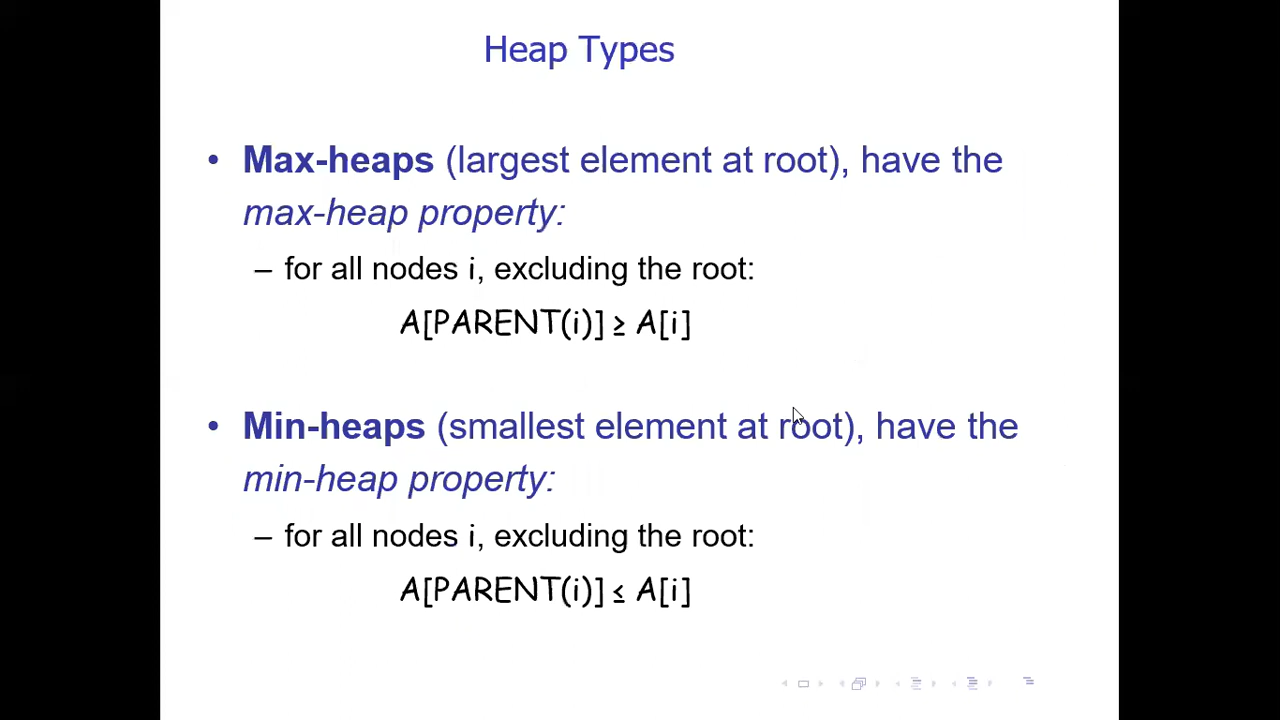 Heap Types
• Max-heaps (largest element at root), have the
max-heap property:
– for all nodes i, excluding the root:
A[PARENT(i)] ≥ A[i]
• Min-heaps (smallest element at root), have the
min-heap property:
– for all nodes i, excluding the root:
A[PARENT(i)] ≤ A[i]